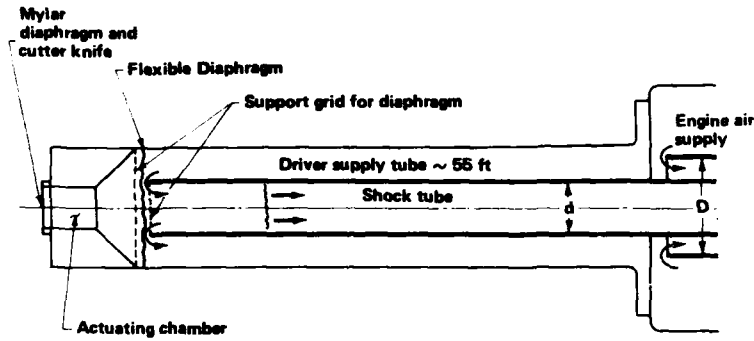 Mylar
diaphragm and
cutter knife
Flexible Diaphragm
Support grid for diaphragm
Engine air
supply
Driver supply tube ~ 55 ft
Shock tube
d
D
Actuating chamber